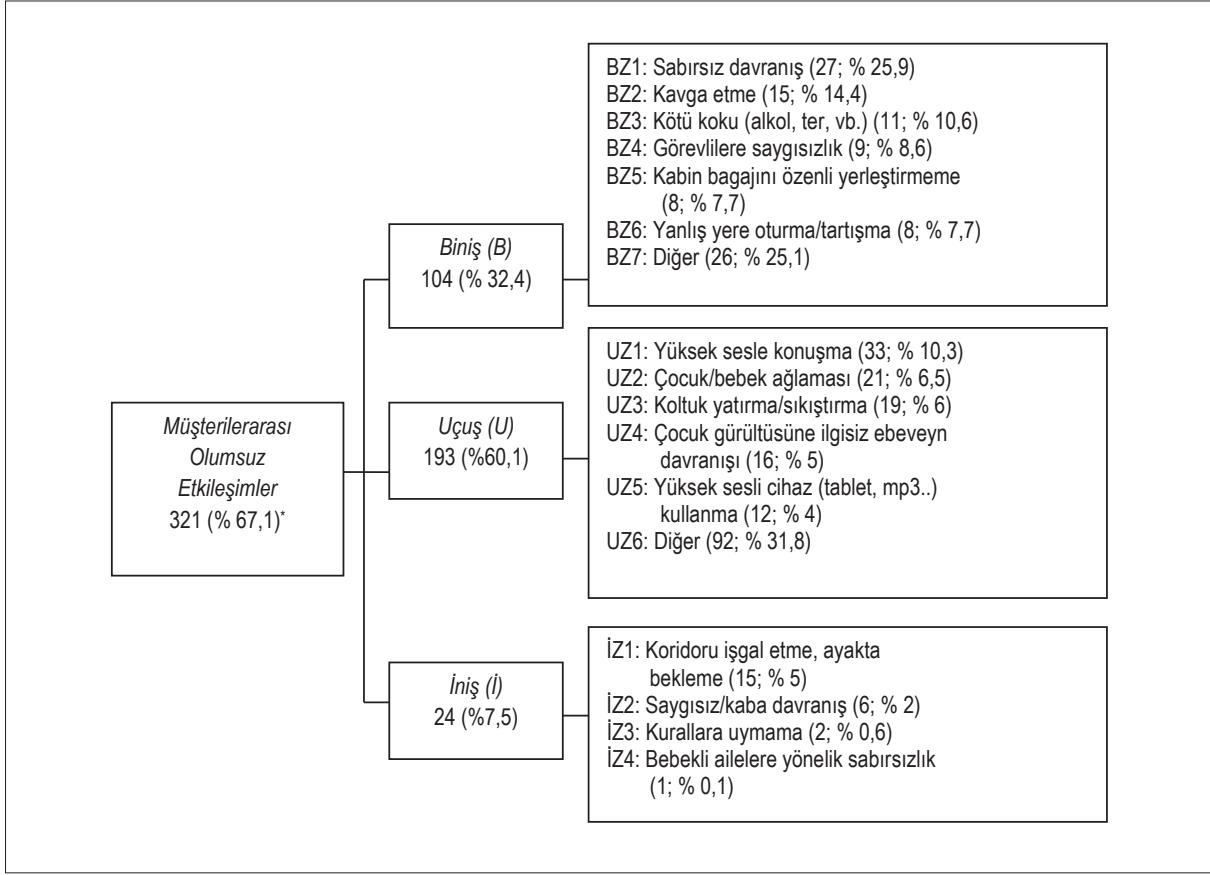 Müşterilerarası
Olumsuz
Etkileşimler
321 (% 67,1)*
Biniş (B)
104 (% 32,4)
BZ1: Sabırsız davranış (27; % 25,9)
BZ2: Kavga etme (15; % 14,4)
BZ3: Kötü koku (alkol, ter, vb.) (11; % 10,6)
BZ4: Görevlilere saygısızlık (9; % 8,6)
BZ5: Kabin bagajını özenli yerleştirmeme
(8; % 7,7)
BZ6: Yanlış yere oturma/tartışma (8; % 7,7)
BZ7: Diğer (26; % 25,1)
Uçuş (U)
193 (%60,1)
UZ1: Yüksek sesle konuşma (33; % 10,3)
UZ2: Çocuk/bebek ağlaması (21; % 6,5)
UZ3: Koltuk yatırma/sıkıştırma (19; % 6)
UZ4: Çocuk gürültüsüne ilgisiz ebeveyn
davranışı (16; % 5)
UZ5: Yüksek sesli cihaz (tablet, mp3..)
kullanma (12; % 4)
UZ6: Diğer (92; % 31,8)
İniş (İ)
24 (%7,5)
İZ1: Koridoru işgal etme, ayakta
bekleme (15; % 5)
İZ2: Saygısız/kaba davranış (6; % 2)
İZ3: Kurallara uymama (2; % 0,6)
İZ4: Bebekli ailelere yönelik sabırsızlık
(1; % 0,1)